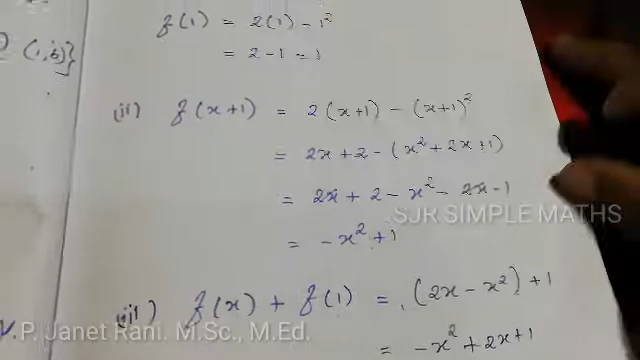 f(1) = 2(1) - 1²
= 2 - 1 = 1
(1, 6)}
(ii) f(x+1) = 2(x+1) - (x+1)²
= 2x + 2 - (x² + 2x + 1)
= 2x + 2 - x² - 2x - 1
= -x² + 1
SJR SIMPLE MATHS
(iii) f(x) + f(1) = (2x - x²) + 1
= -x² + 2x + 1
P. Janet Rani. M.Sc., M.Ed.